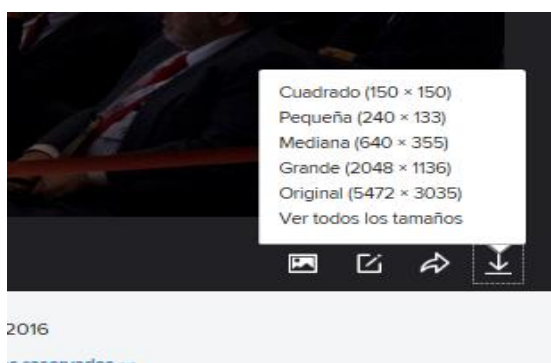 Cuadrado (150 × 150)
Pequeña (240 × 133)
Mediana (640 × 355)
Grande (2048 × 1136)
Original (5472 × 3035)
Ver todos los tamaños
2016